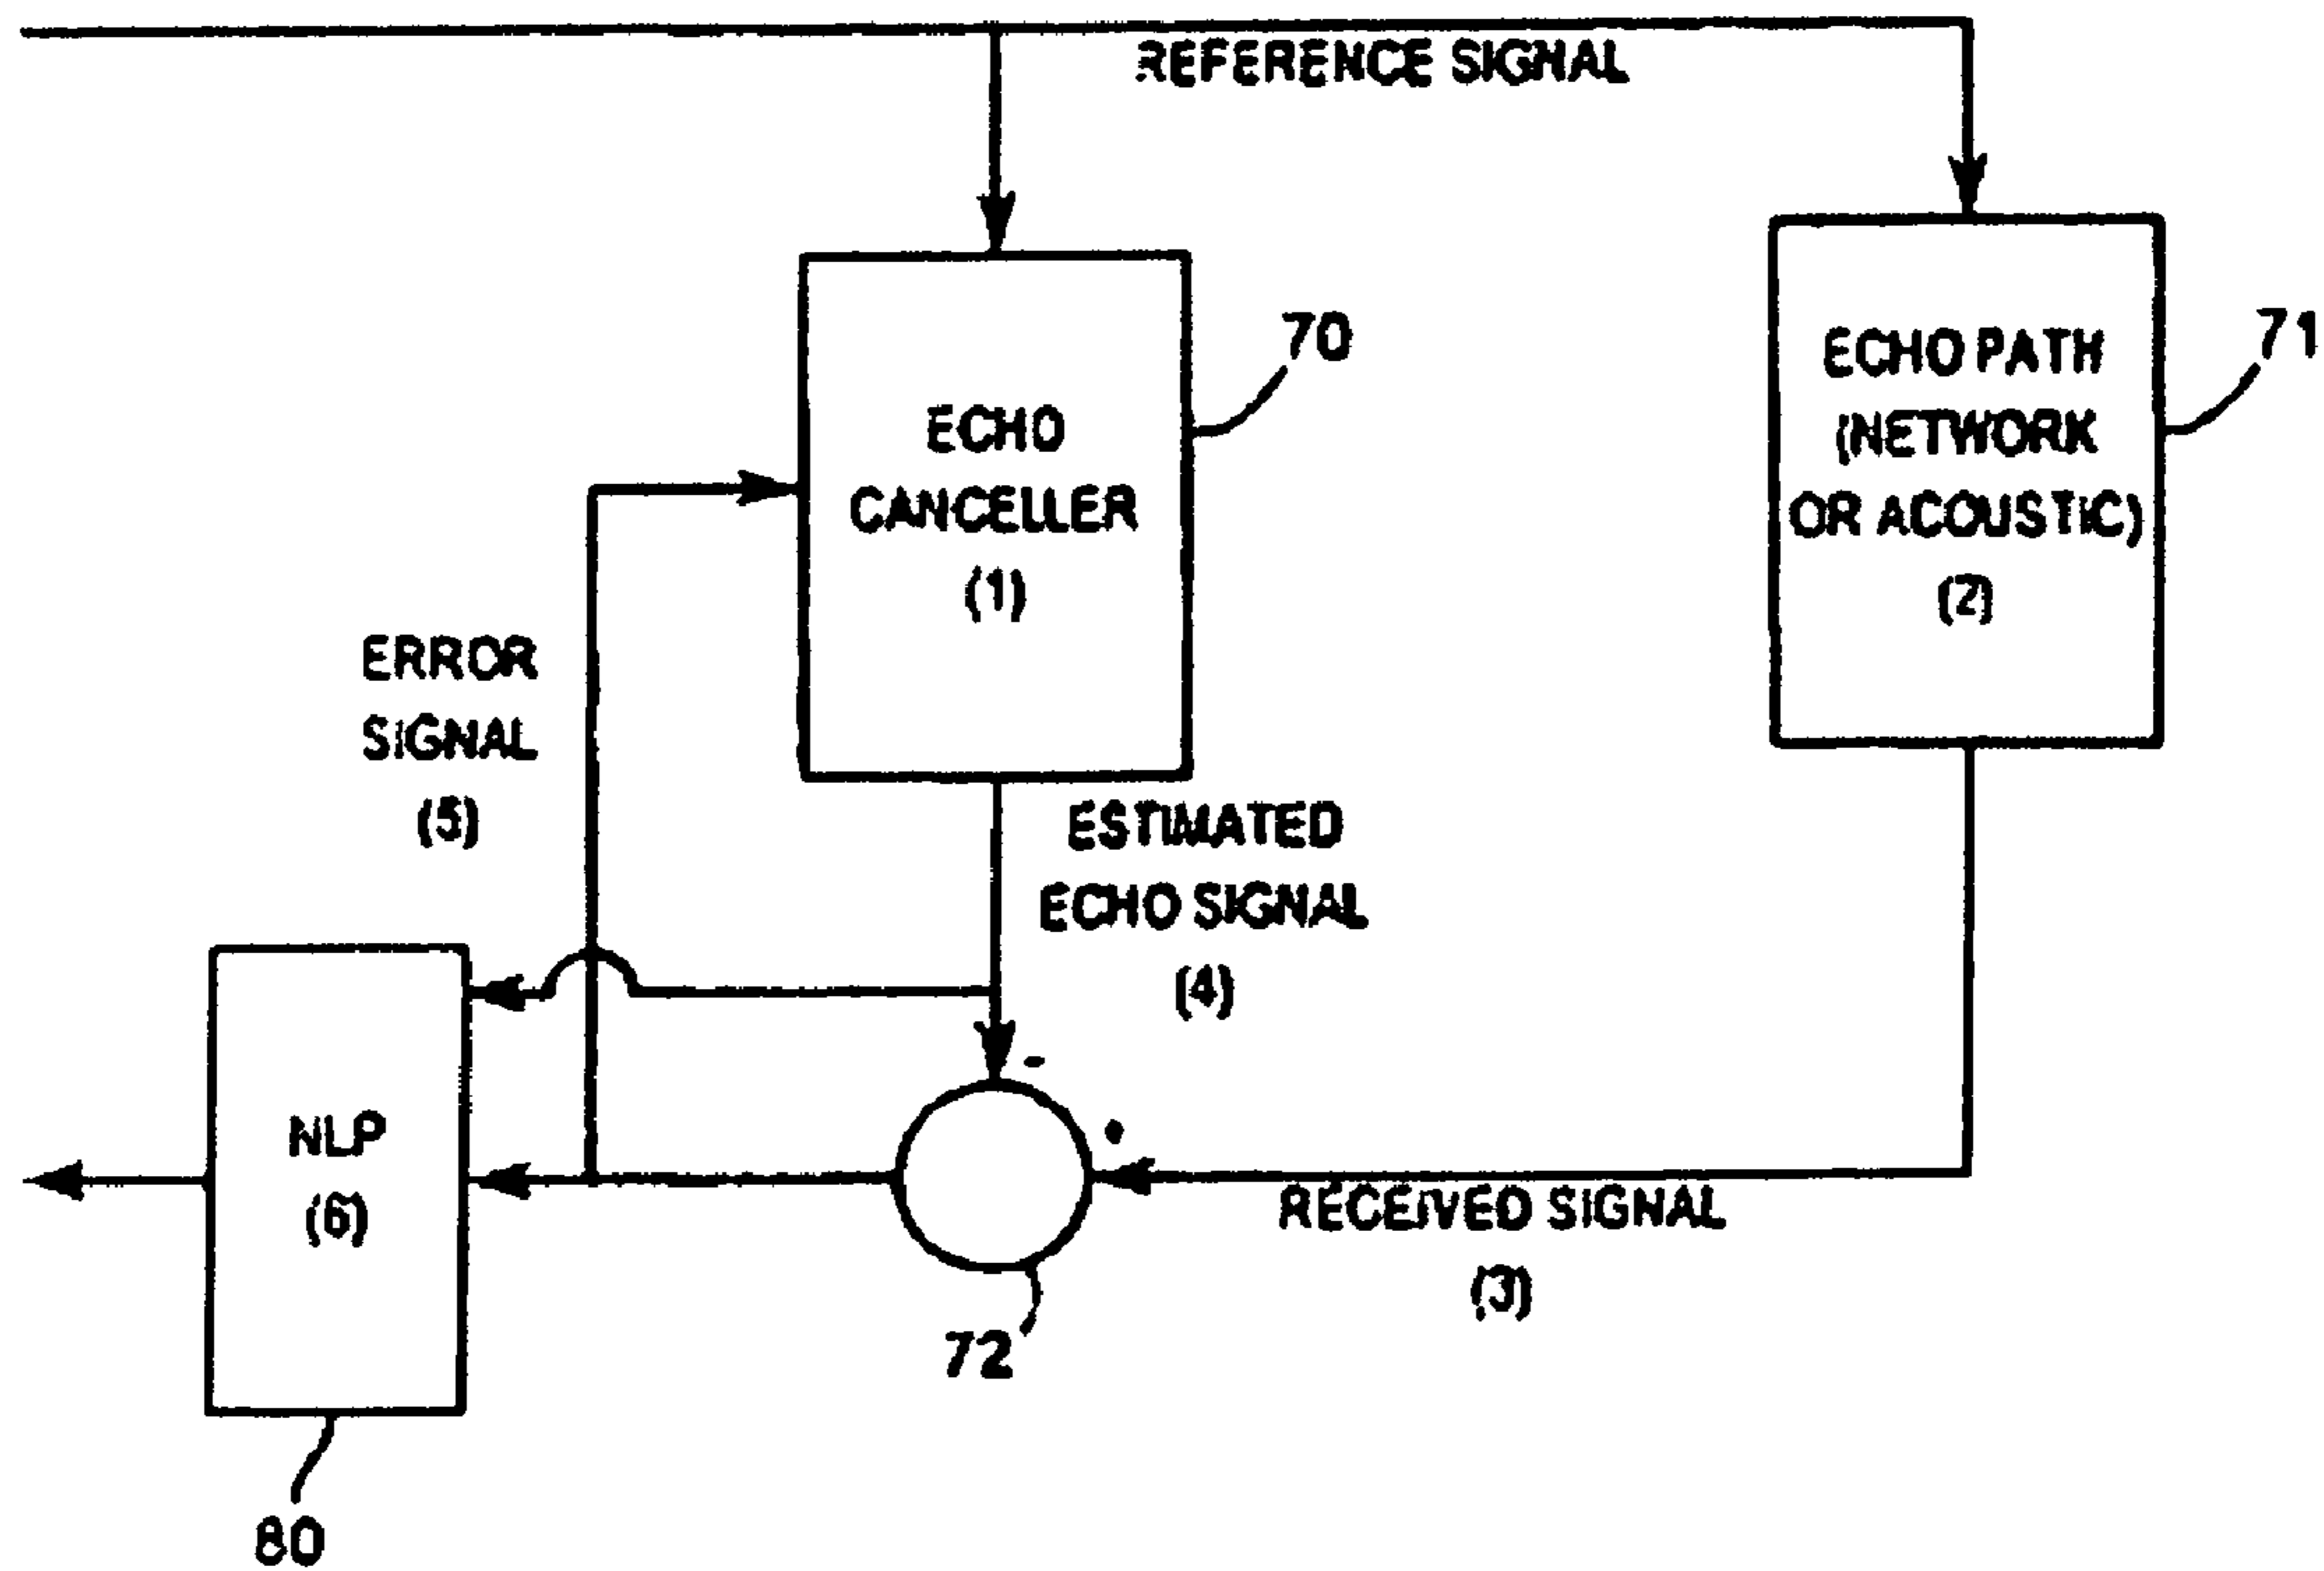 REFERENCE SIGNAL
70
71
ECHO
CANCELLER
(1)
ECHO PATH
(NETWORK
OR ACOUSTIC)
(2)
ERROR
SIGNAL
(5)
ESTIMATED
ECHO SIGNAL
(4)
-
NLP
(6)
RECEIVED SIGNAL
(3)
72
80